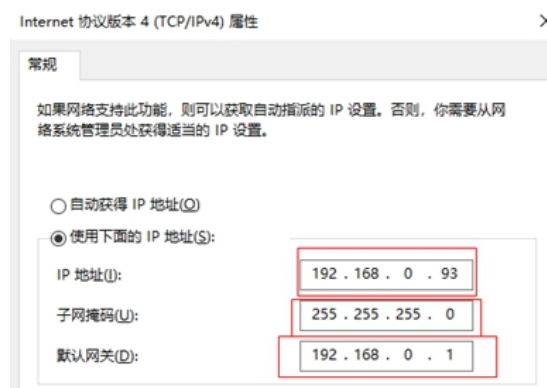 Internet 协议版本 4 (TCP/IPv4) 属性
常规
如果网络支持此功能，则可以获取自动指派的 IP 设置。否则，你需要从网
络系统管理员处获得适当的 IP 设置。
自动获得 IP 地址(O)
使用下面的 IP 地址(S):
IP 地址(I): 192 . 168 . 0 . 93
子网掩码(U): 255 . 255 . 255 . 0
默认网关(D): 192 . 168 . 0 . 1